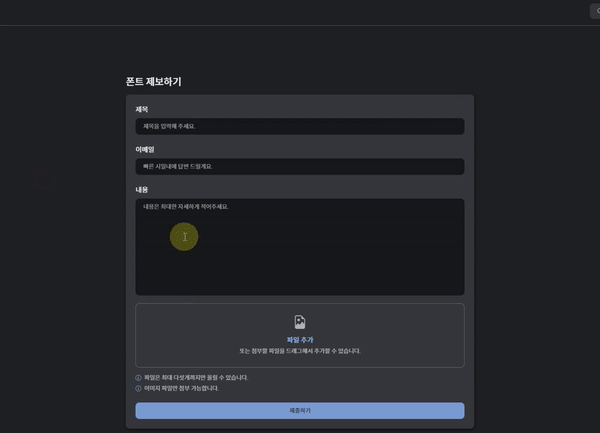 폰트 제보하기
제목
제목을 입력해 주세요.
이메일
빠른 시일내에 답변 드릴게요.
내용
내용은 최대한 자세하게 적어주세요.
파일 추가
또는 첨부할 파일을 드래그해서 추가할 수 있습니다.
파일은 최대 다섯개까지만 올릴 수 있습니다.
이미지 파일만 첨부 가능합니다.
제출하기